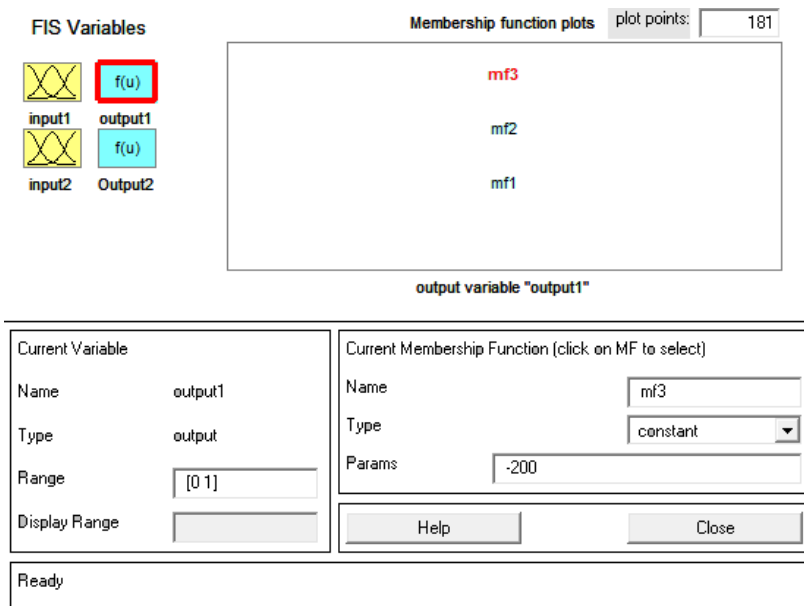 FIS Variables
Membership function plots
plot points:
181
f(u)
input1
output1
f(u)
input2
Output2
mf3
mf2
mf1
output variable "output1"
Current Variable
Name
output1
Type
output
Range
[0 1]
Display Range
Current Membership Function (click on MF to select)
Name
mf3
Type
constant
Params
-200
Help
Close
Ready